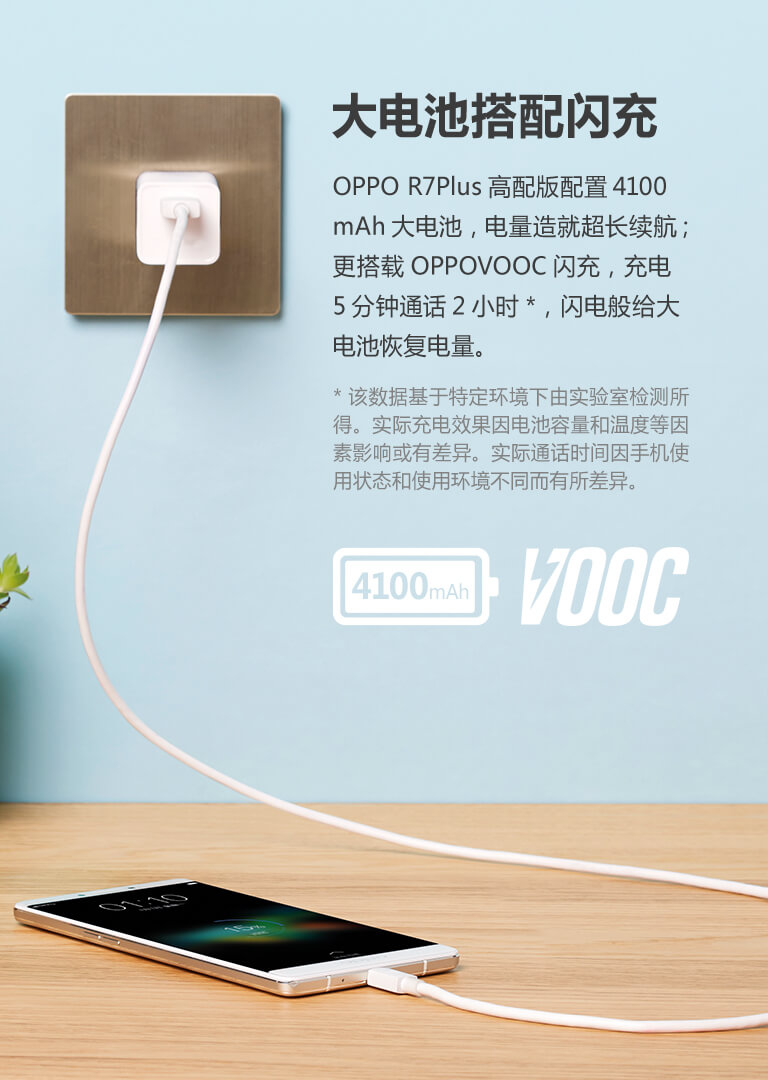 大电池搭配闪充
OPPO R7Plus 高配版配置 4100
mAh 大电池，电量造就超长续航；
更搭载 OPPOVOOC 闪充，充电
5 分钟通话 2 小时 *，闪电般给大
电池恢复电量。
* 该数据基于特定环境下由实验室检测所
得。实际充电效果因电池容量和温度等因
素影响或有差异。实际通话时间因手机使
用状态和使用环境不同而有所差异。
4100mAh
VOOC
01:10
15%